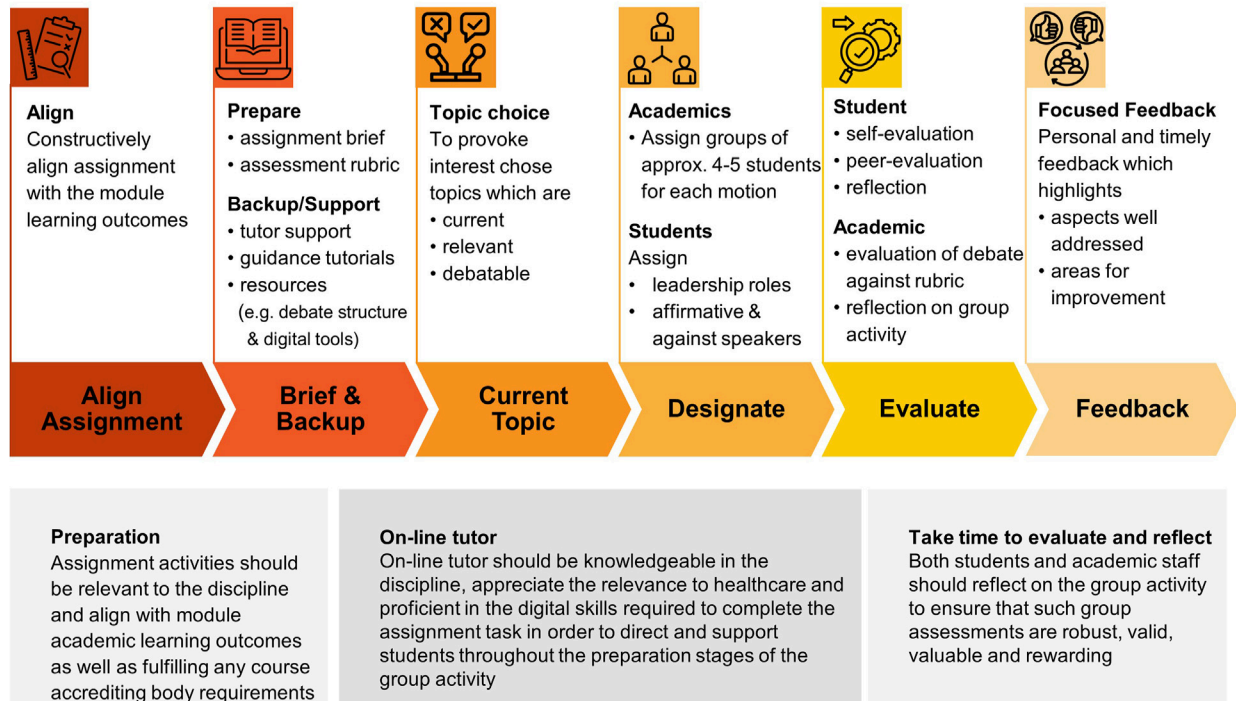 Align
Constructively
align assignment
with the module
learning outcomes
Prepare
• assignment brief
• assessment rubric
Backup/Support
• tutor support
• guidance tutorials
• resources
(e.g. debate structure
& digital tools)
Topic choice
To provoke
interest chose
topics which are
• current
• relevant
• debatable
Academics
• Assign groups of
approx. 4-5 students
for each motion
Students
Assign
• leadership roles
• affirmative &
against speakers
Student
• self-evaluation
• peer-evaluation
• reflection
Academic
• evaluation of debate
against rubric
• reflection on group
activity
Focused Feedback
Personal and timely
feedback which
highlights
• aspects well
addressed
• areas for
improvement
Align
Assignment
Brief &
Backup
Current
Topic
Designate
Evaluate
Feedback
Preparation
Assignment activities should
be relevant to the discipline
and align with module
academic learning outcomes
as well as fulfilling any course
accrediting body requirements
On-line tutor
On-line tutor should be knowledgeable in the
discipline, appreciate the relevance to healthcare and
proficient in the digital skills required to complete the
assignment task in order to direct and support
students throughout the preparation stages of the
group activity
Take time to evaluate and reflect
Both students and academic staff
should reflect on the group activity
to ensure that such group
assessments are robust, valid,
valuable and rewarding